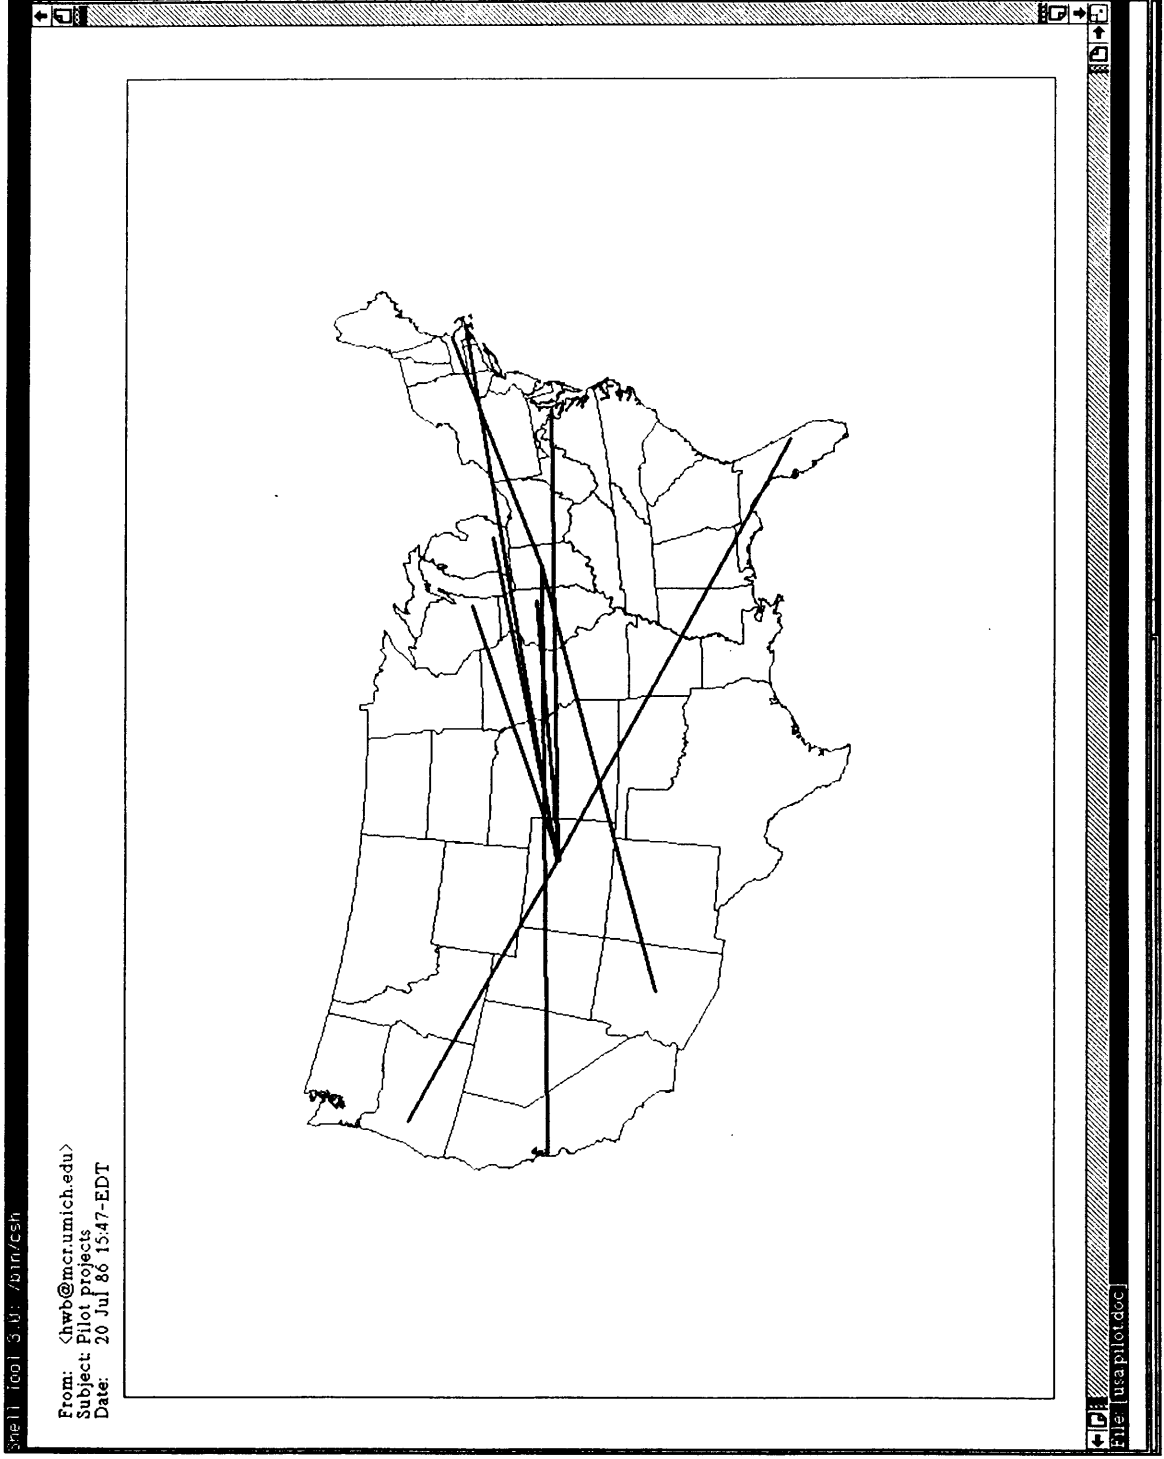 Shell Tool 3.0: /bin/csh
From: <hwb@mcr.umich.edu>
Subject: Pilot projects
Date: 20 Jul 86 15:47-EDT
File: usapilot.doc